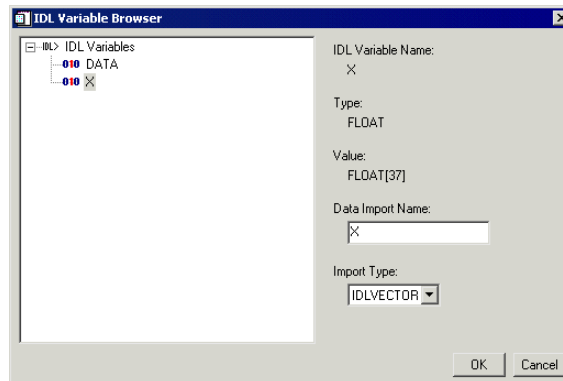 IDL Variable Browser
IDL> IDL Variables
010 DATA
010 X
IDL Variable Name:
X
Type:
FLOAT
Value:
FLOAT[37]
Data Import Name:
X
Import Type:
IDLVECTOR
OK Cancel